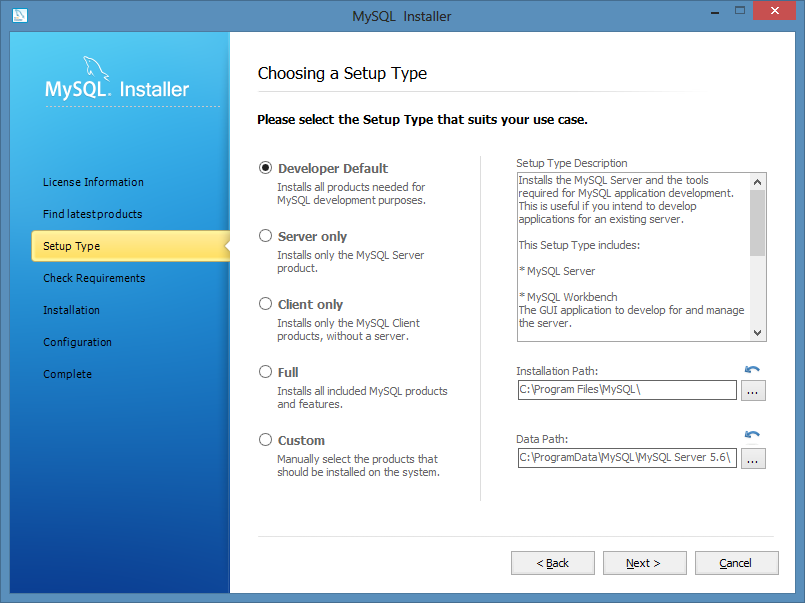 MySQL Installer
MySQL. Installer
License Information
Find latest products
Setup Type
Check Requirements
Installation
Configuration
Complete
Choosing a Setup Type
Please select the Setup Type that suits your use case.
Developer Default
Installs all products needed for
MySQL development purposes.
Server only
Installs only the MySQL Server
product.
Client only
Installs only the MySQL Client
products, without a server.
Full
Installs all included MySQL products
and features.
Custom
Manually select the products that
should be installed on the system.
Setup Type Description
Installs the MySQL Server and the tools
required for MySQL application development.
This is useful if you intend to develop
applications for an existing server.
This Setup Type includes:
* MySQL Server
* MySQL Workbench
The GUI application to develop for and manage
the server.
Installation Path:
C:\Program Files\MySQL\
...
Data Path:
C:\ProgramData\MySQL\MySQL Server 5.6\
...
< Back
Next >
Cancel